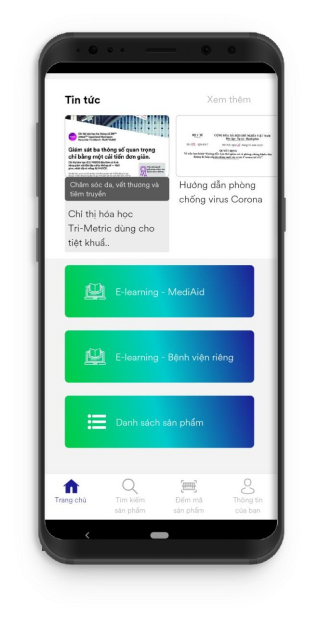 Tin tức
Xem thêm
Giám sát ba thông số quan trọng
chỉ bằng một cải tiến đơn giản.
Chăm sóc da, vết thương và
tiêm truyền
Chỉ thị hóa học
Tri-Metric dùng cho
tiệt khuẩ..
Hướng dẫn phòng
chống virus Corona
E-learning - MediAid
E-learning - Bệnh viện riêng
Danh sách sản phẩm
Trang chủ
Tìm kiếm
sản phẩm
Đếm mã
sản phẩm
Thông tin
của bạn